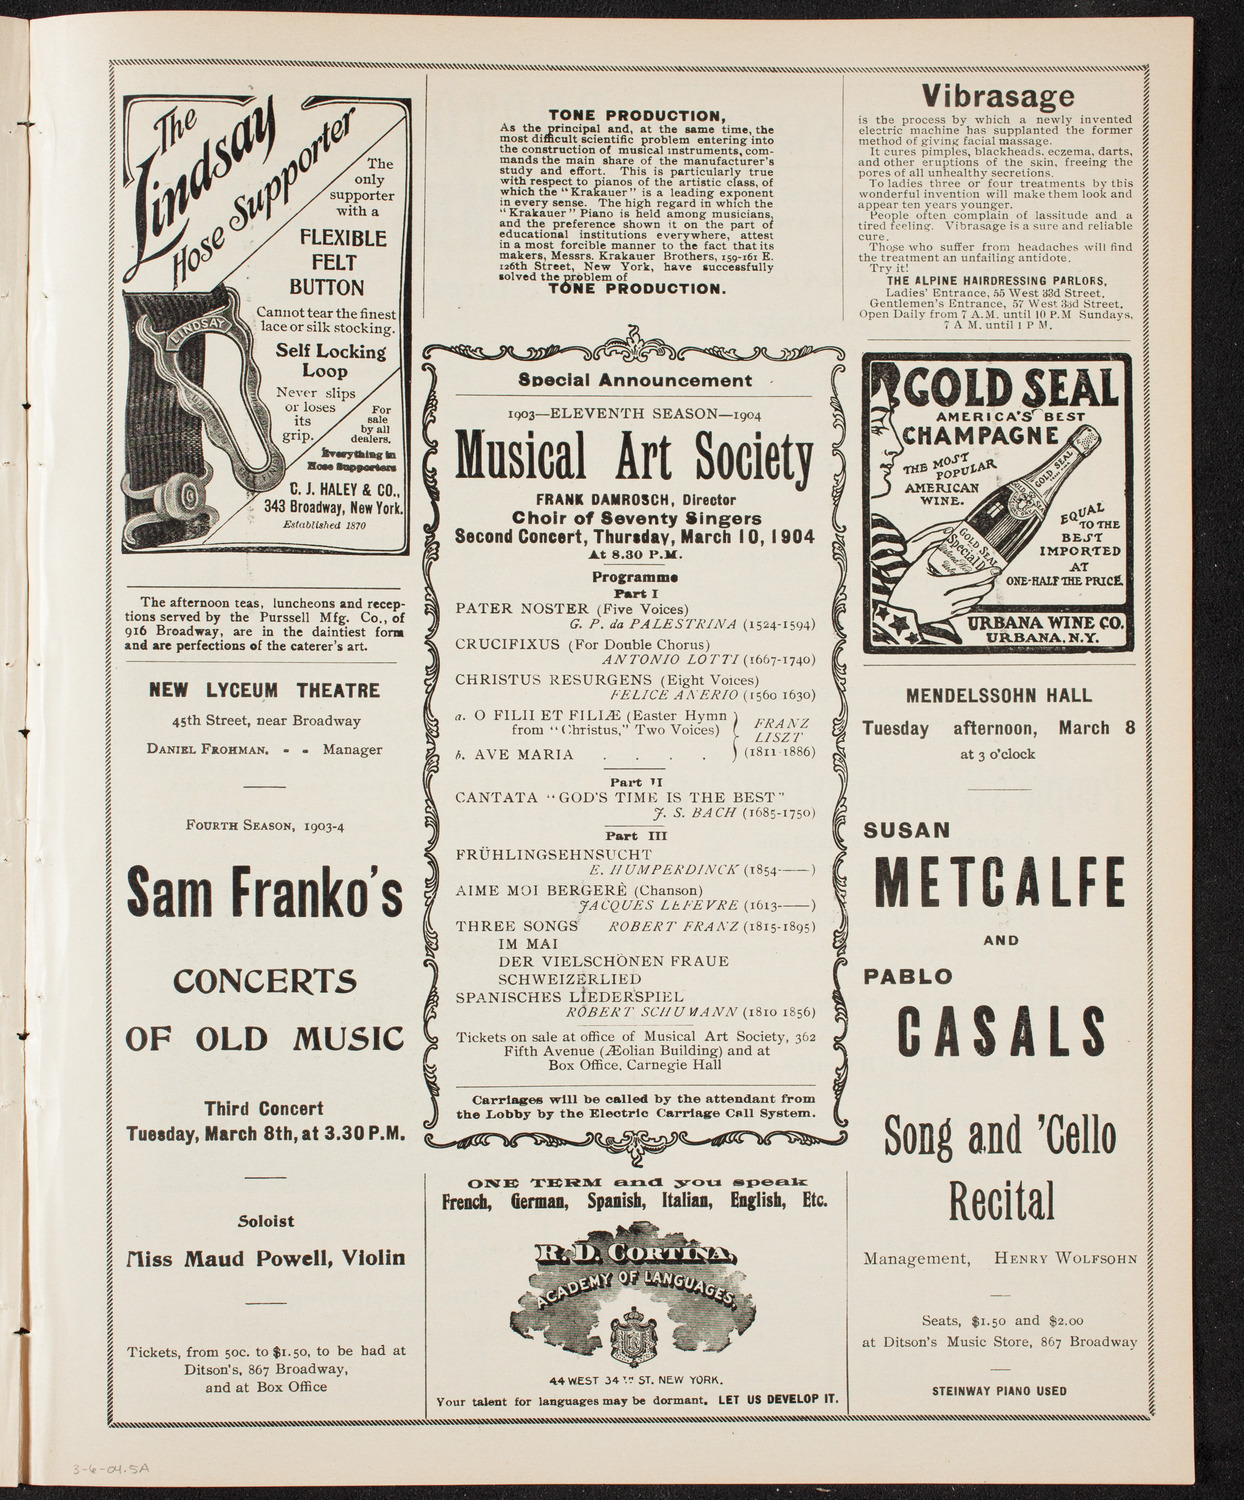 The
Lindsay
Hose Supporter
The
only
supporter
with a
FLEXIBLE
FELT
BUTTON
Cannot tear the finest
lace or silk stocking.
Self Locking
Loop
Never slips
or loses
its
grip.
For
sale
by all
dealers.
Everything in
Hose Supporters
C. J. HALEY & CO.,
343 Broadway, New York.
Established 1870
LINDSAY
The afternoon teas, luncheons and recep-
tions served by the Purssell Mfg. Co., of
916 Broadway, are in the daintiest form
and are perfections of the caterer's art.
NEW LYCEUM THEATRE
45th Street, near Broadway
DANIEL FROHMAN. - - Manager
FOURTH SEASON, 1903-4
Sam Franko's
CONCERTS
OF OLD MUSIC
Third Concert
Tuesday, March 8th, at 3.30 P.M.
Soloist
Miss Maud Powell, Violin
Tickets, from 50c. to $1.50, to be had at
Ditson's, 867 Broadway,
and at Box Office
TONE PRODUCTION,
As the principal and, at the same time, the
most difficult scientific problem entering into
the construction of musical instruments, com-
mands the main share of the manufacturer's
study and effort. This is particularly true
with respect to pianos of the artistic class, of
which the "Krakauer" is a leading exponent
in every sense. The high regard in which the
"Krakauer" Piano is held among musicians,
and the preference shown it on the part of
educational institutions everywhere, attest
in a most forcible manner to the fact that its
makers, Messrs. Krakauer Brothers, 159-161 E.
126th Street, New York, have successfully
solved the problem of
TONE PRODUCTION.
Special Announcement
1903—ELEVENTH SEASON—1904
Musical Art Society
FRANK DAMROSCH, Director
Choir of Seventy Singers
Second Concert, Thursday, March 10, 1904
At 8.30 P.M.
Programme
Part I
PATER NOSTER (Five Voices)
G. P. da PALESTRINA (1524-1594)
CRUCIFIXUS (For Double Chorus)
ANTONIO LOTTI (1667-1740)
CHRISTUS RESURGENS (Eight Voices)
FELICE ANERIO (1560 1630)
a. O FILII ET FILIÆ (Easter Hymn
from "Christus," Two Voices)
FRANZ
LISZT
b. AVE MARIA . . . . (1811-1886)
Part II
CANTATA "GOD'S TIME IS THE BEST"
J. S. BACH (1685-1750)
Part III
FRÜHLINGSEHNSUCHT
E. HUMPERDINCK (1854-——)
AIME MOI BERGERE (Chanson)
JACQUES LEFEVRE (1613-——)
THREE SONGS ROBERT FRANZ (1815-1895)
IM MAI
DER VIELSCHÖNEN FRAUE
SCHWEIZERLIED
SPANISCHES LIEDERSPIEL
ROBERT SCHUMANN (1810 1856)
Tickets on sale at office of Musical Art Society, 362
Fifth Avenue (Æolian Building) and at
Box Office, Carnegie Hall
Carriages will be called by the attendant from
the Lobby by the Electric Carriage Call System.
ONE TERM and you speak
French, German, Spanish, Italian, English, Etc.
R. D. CORTINA,
ACADEMY OF LANGUAGES,
44 WEST 34TH ST. NEW YORK.
Your talent for languages may be dormant. LET US DEVELOP IT.
Vibrasage
is the process by which a newly invented
electric machine has supplanted the former
method of giving facial massage.
It cures pimples, blackheads, eczema, darts,
and other eruptions of the skin, freeing the
pores of all unhealthy secretions.
To ladies three or four treatments by this
wonderful invention will make them look and
appear ten years younger.
People often complain of lassitude and a
tired feeling. Vibrasage is a sure and reliable
cure.
Those who suffer from headaches will find
the treatment an unfailing antidote.
Try it!
THE ALPINE HAIRDRESSING PARLORS,
Ladies' Entrance, 55 West 33d Street.
Gentlemen's Entrance, 57 West 33d Street.
Open Daily from 7 A.M. until 10 P.M Sundays,
7 A M. until 1 P M.
GOLD SEAL
AMERICA'S BEST
CHAMPAGNE
THE MOST
POPULAR
AMERICAN
WINE.
GOLD SEAL
GOLD SEAL
Special Dry
EQUAL
TO THE
BEST
IMPORTED
AT
ONE-HALF THE PRICE.
URBANA WINE CO.
URBANA, N.Y.
MENDELSSOHN HALL
Tuesday afternoon, March 8
at 3 o'clock
SUSAN
METCALFE
AND
PABLO
CASALS
Song and 'Cello
Recital
Management, HENRY WOLFSOHN
Seats, $1.50 and $2.00
at Ditson's Music Store, 867 Broadway
STEINWAY PIANO USED
3-6-04.5A